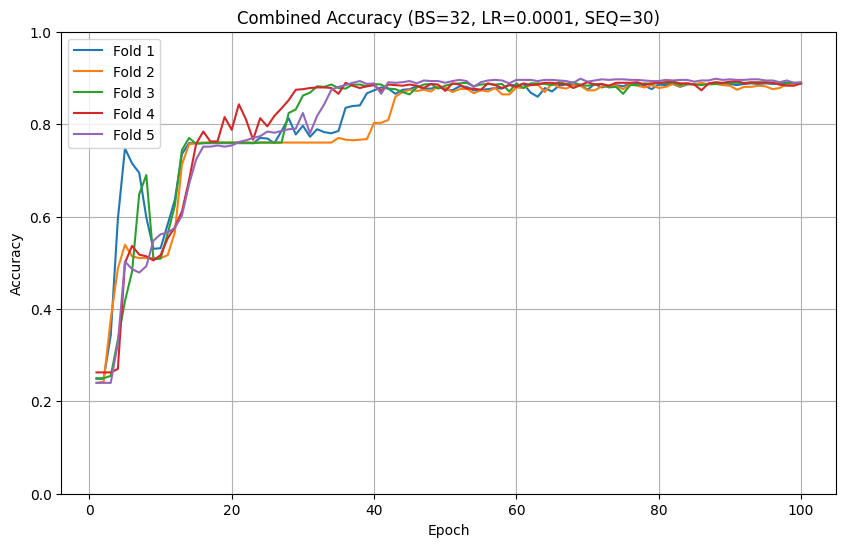 Combined Accuracy (BS=32, LR=0.0001, SEQ=30)
1.0
0.8
0.6
0.4
0.2
0.0
Accuracy
Fold 1
Fold 2
Fold 3
Fold 4
Fold 5
0
20
40
60
80
100
Epoch